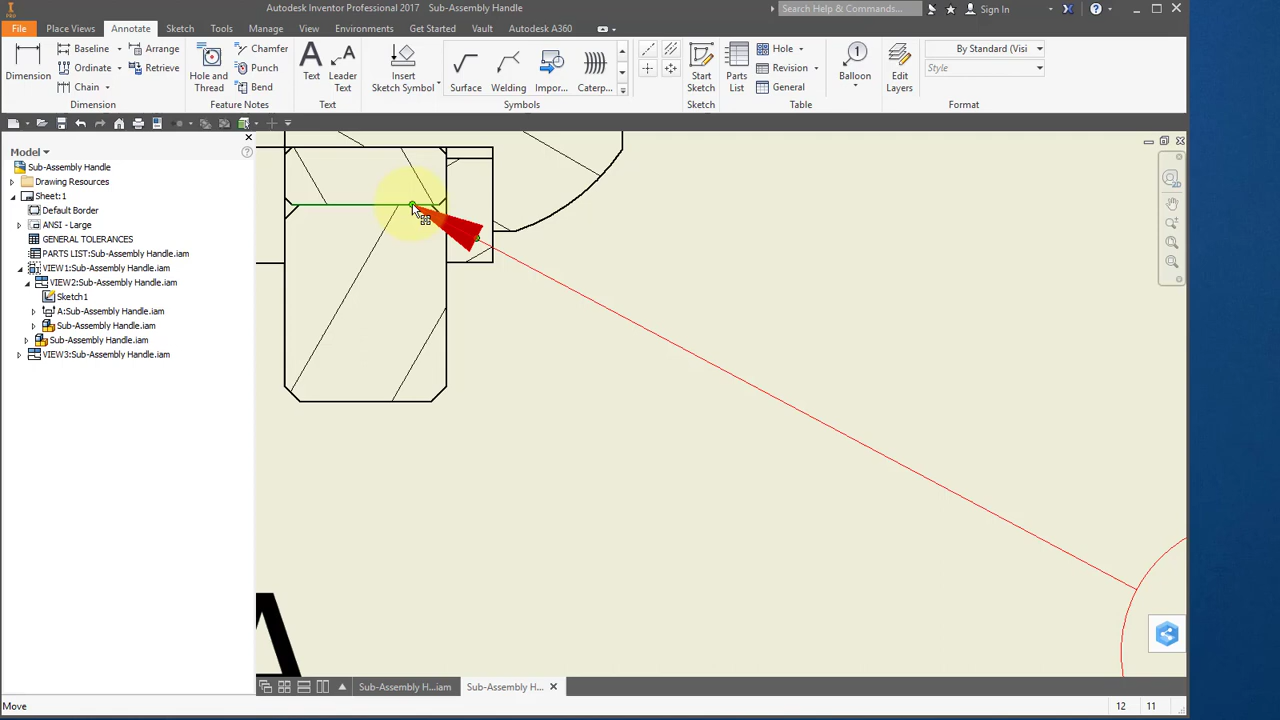 Autodesk Inventor Professional 2017 Sub-Assembly Handle
Search Help & Commands...
Sign In
PRO
File Place Views Annotate Sketch Tools Manage View Environments Get Started Vault Autodesk A360
Dimension
Baseline
Ordinate
Chain
Arrange
Retrieve
Dimension
Hole and Thread
Chamfer
Punch
Bend
Feature Notes
Text
Leader Text
Text
Insert Sketch Symbol
Surface
Welding
Impor...
Caterp...
Symbols
Start Sketch
Sketch
Parts List
Hole
Revision
General
Table
1
Balloon
Edit Layers
By Standard (Visi
Style
Format
Model
Sub-Assembly Handle
Drawing Resources
Sheet:1
Default Border
ANSI - Large
GENERAL TOLERANCES
PARTS LIST:Sub-Assembly Handle.iam
VIEW1:Sub-Assembly Handle.iam
VIEW2:Sub-Assembly Handle.iam
Sketch1
A:Sub-Assembly Handle.iam
Sub-Assembly Handle.iam
Sub-Assembly Handle.iam
VIEW3:Sub-Assembly Handle.iam
A
Sub-Assembly H...iam
Sub-Assembly H...
Move
12 11